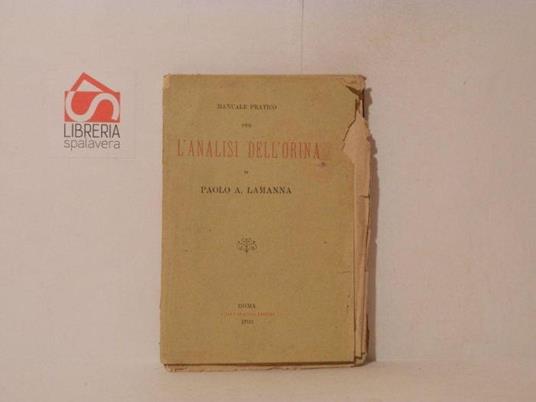 LIBRERIA
spalavera
MANUALE PRATICO
PER
L'ANALISI DELL'ORINA
DI
PAOLO A. LAMANNA
ROMA